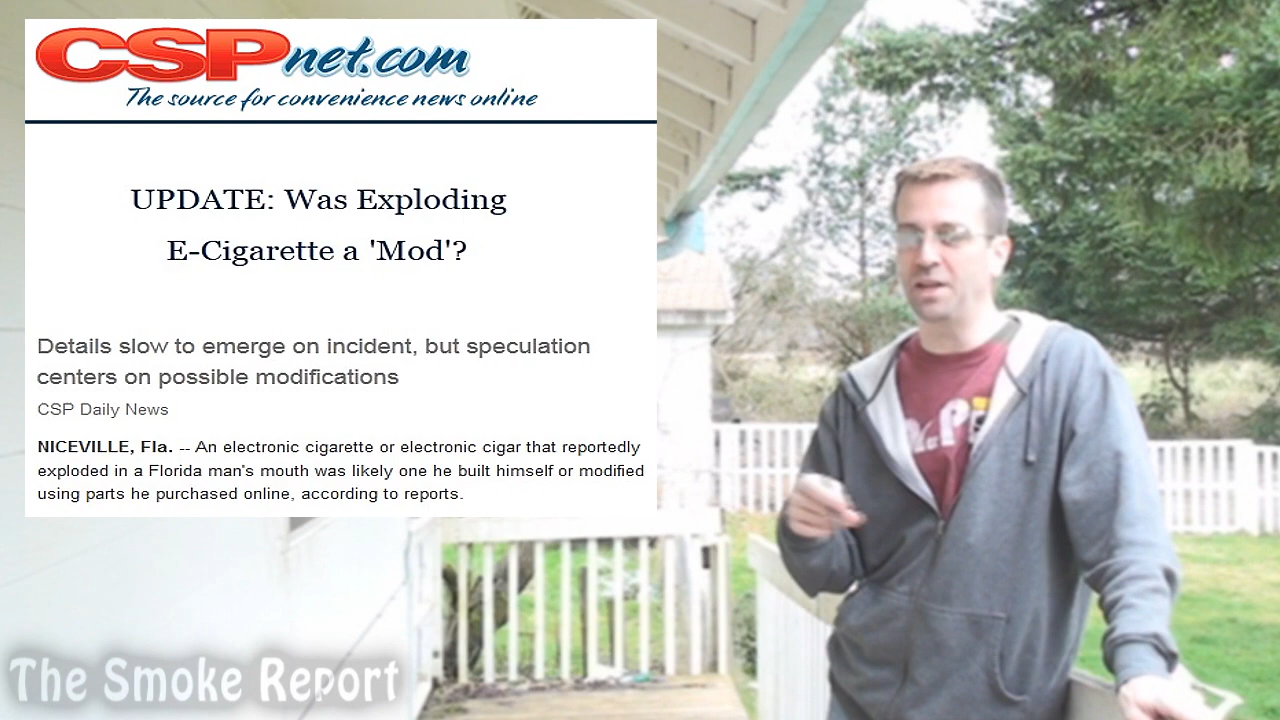 CSPnet.com
The source for convenience news online
UPDATE: Was Exploding
E-Cigarette a 'Mod'?
Details slow to emerge on incident, but speculation
centers on possible modifications
CSP Daily News
NICEVILLE, Fla. -- An electronic cigarette or electronic cigar that reportedly
exploded in a Florida man's mouth was likely one he built himself or modified
using parts he purchased online, according to reports.
The Smoke Report